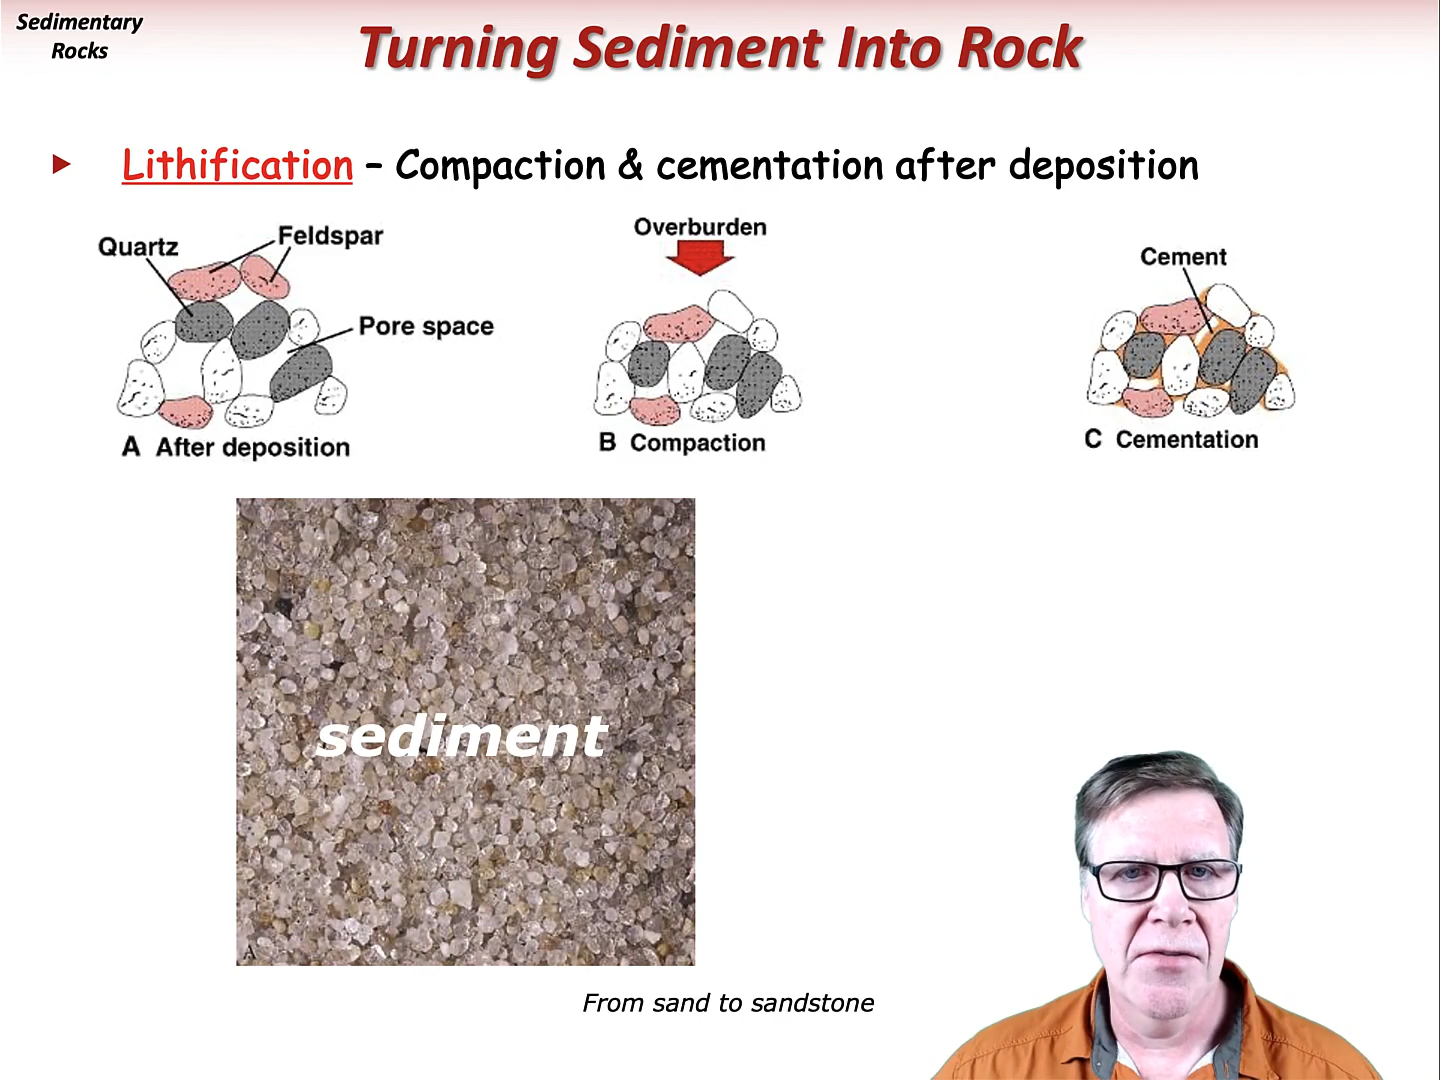 Sedimentary
Rocks
Turning Sediment Into Rock
Lithification – Compaction & cementation after deposition
Quartz
Feldspar
Pore space
A After deposition
Overburden
B Compaction
Cement
C Cementation
sediment
A
From sand to sandstone